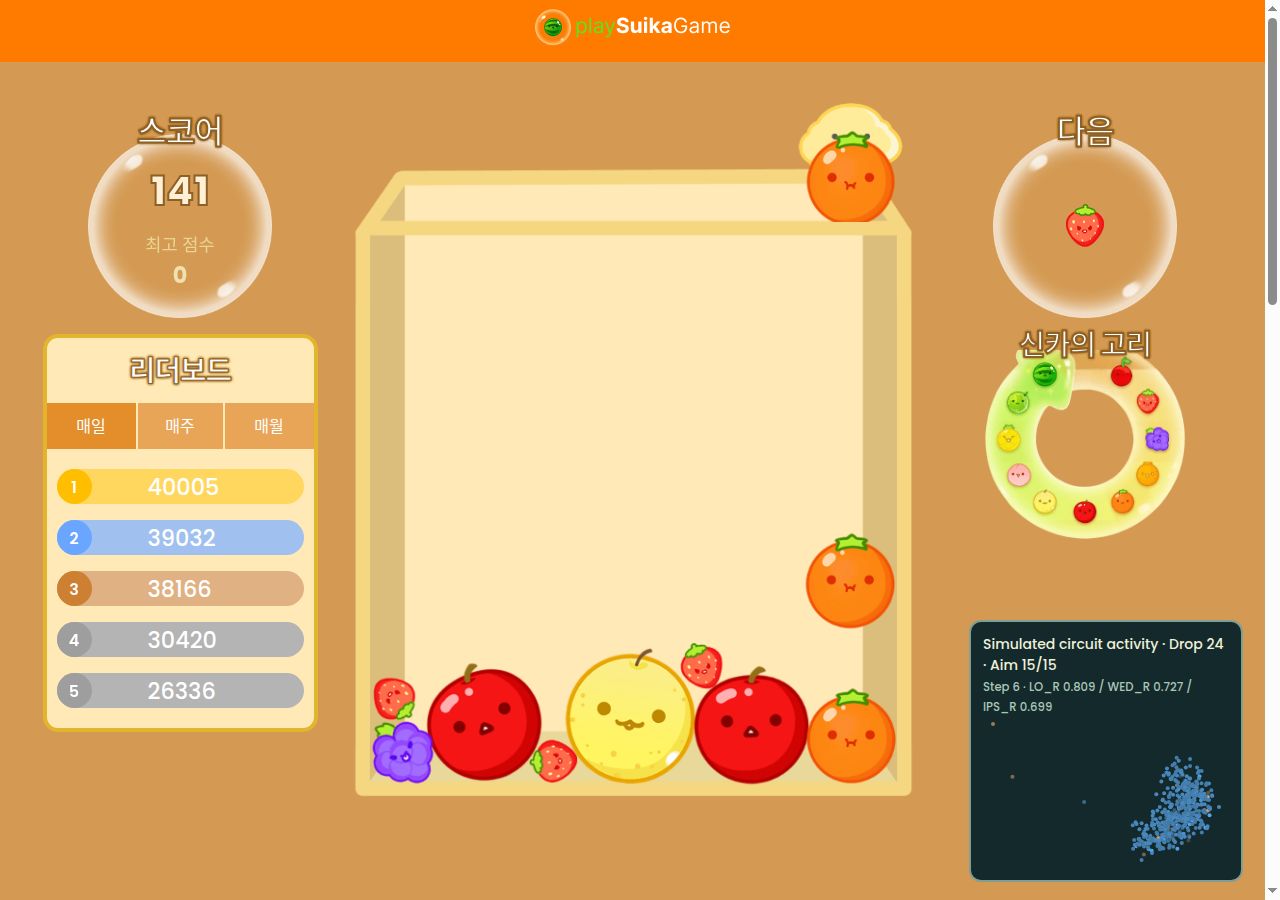 playSuikaGame
스코어
141
최고 점수
0
다음
신카의 고리
리더보드
매일 매주 매월
1 40005
2 39032
3 38166
4 30420
5 26336
Simulated circuit activity · Drop 24
· Aim 15/15
Step 6 · LO_R 0.809 / WED_R 0.727 /
IPS_R 0.699